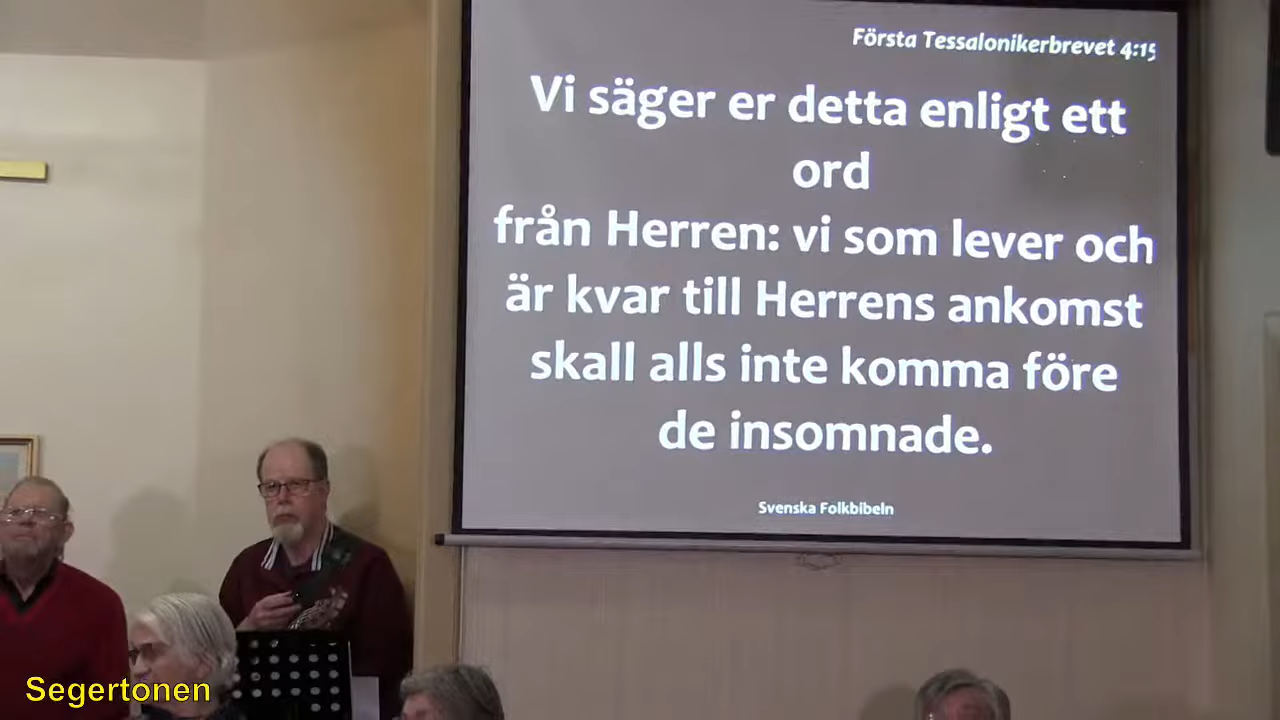 Första Tessalonikerbrevet 4:15
Vi säger er detta enligt ett
ord
från Herren: vi som lever och
är kvar till Herrens ankomst
skall alls inte komma före
de insomnade.
Svenska Folkbibeln
Segertonen